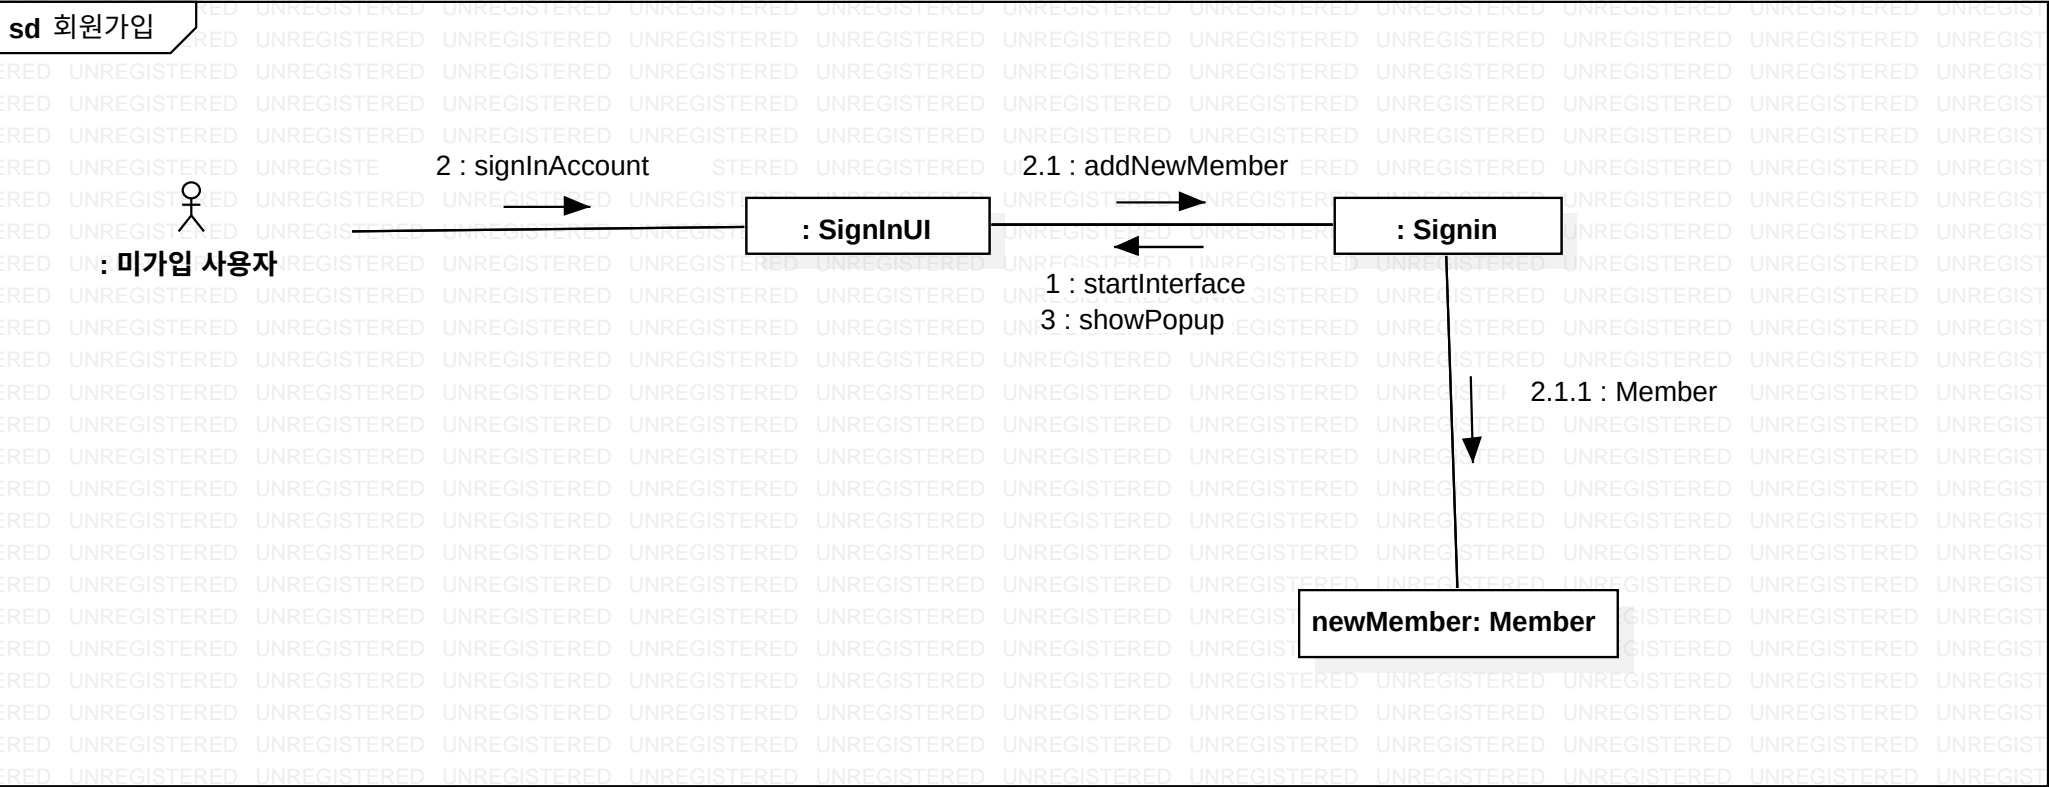 sd 회원가입
2 : signInAccount
2.1 : addNewMember
: 미가입 사용자
: SignInUI
: Signin
1 : startInterface
3 : showPopup
2.1.1 : Member
newMember: Member
UNREGISTERED